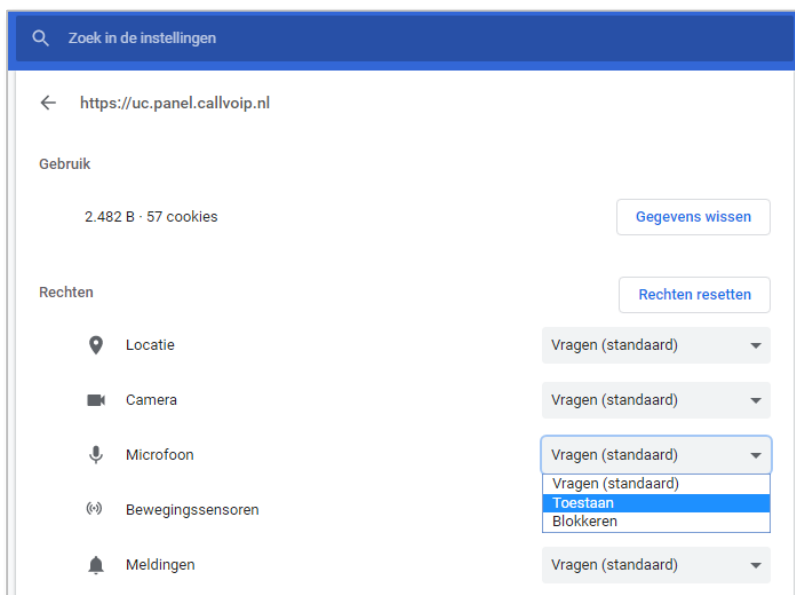 Zoek in de instellingen
https://uc.panel.callvoip.nl
Gebruik
2.482 B · 57 cookies
Gegevens wissen
Rechten
Rechten resetten
Locatie
Vragen (standaard)
Camera
Vragen (standaard)
Microfoon
Vragen (standaard)
Vragen (standaard)
Toestaan
Blokkeren
Bewegingssensoren
Meldingen
Vragen (standaard)